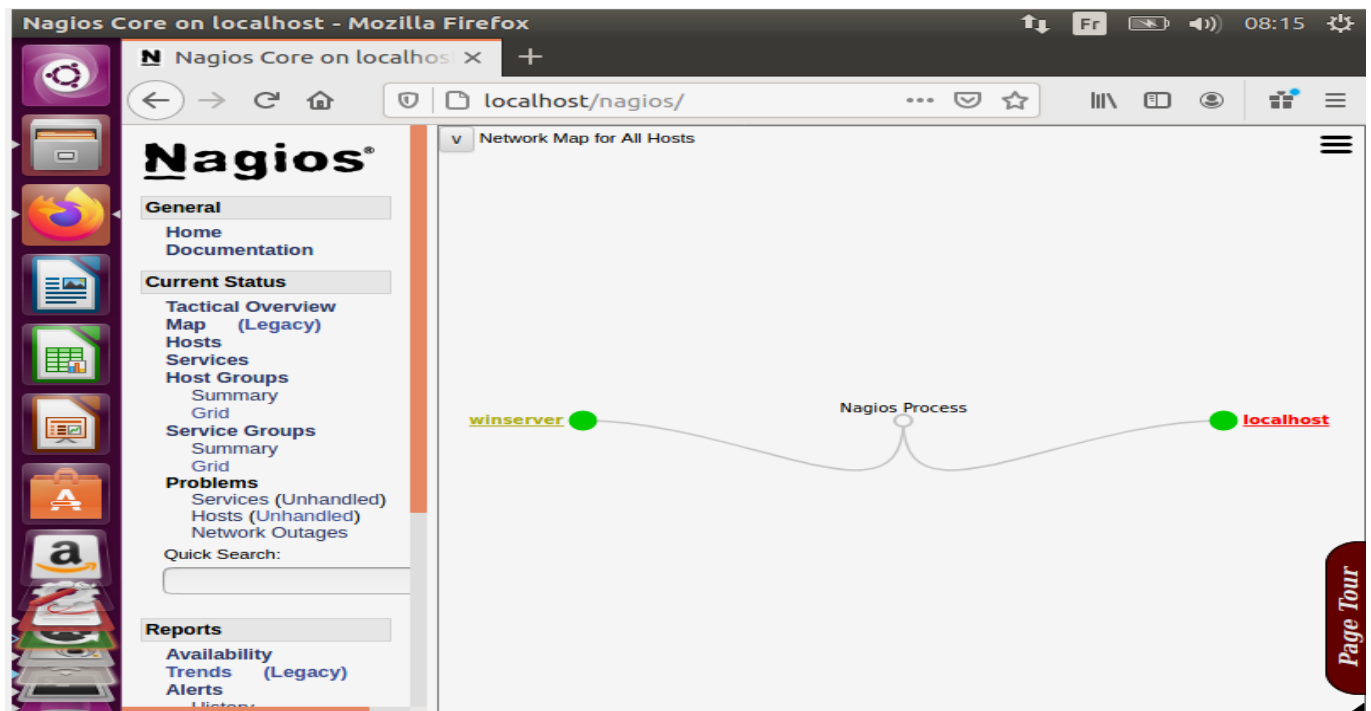 Nagios Core on localhost - Mozilla Firefox
Fr
08:15
N Nagios Core on localhos
localhost/nagios/
Nagios®
General
Home
Documentation
Current Status
Tactical Overview
Map (Legacy)
Hosts
Services
Host Groups
Summary
Grid
Service Groups
Summary
Grid
Problems
Services (Unhandled)
Hosts (Unhandled)
Network Outages
Quick Search:
Reports
Availability
Trends (Legacy)
Alerts
History
v Network Map for All Hosts
Nagios Process
winserver
localhost
Page Tour
a